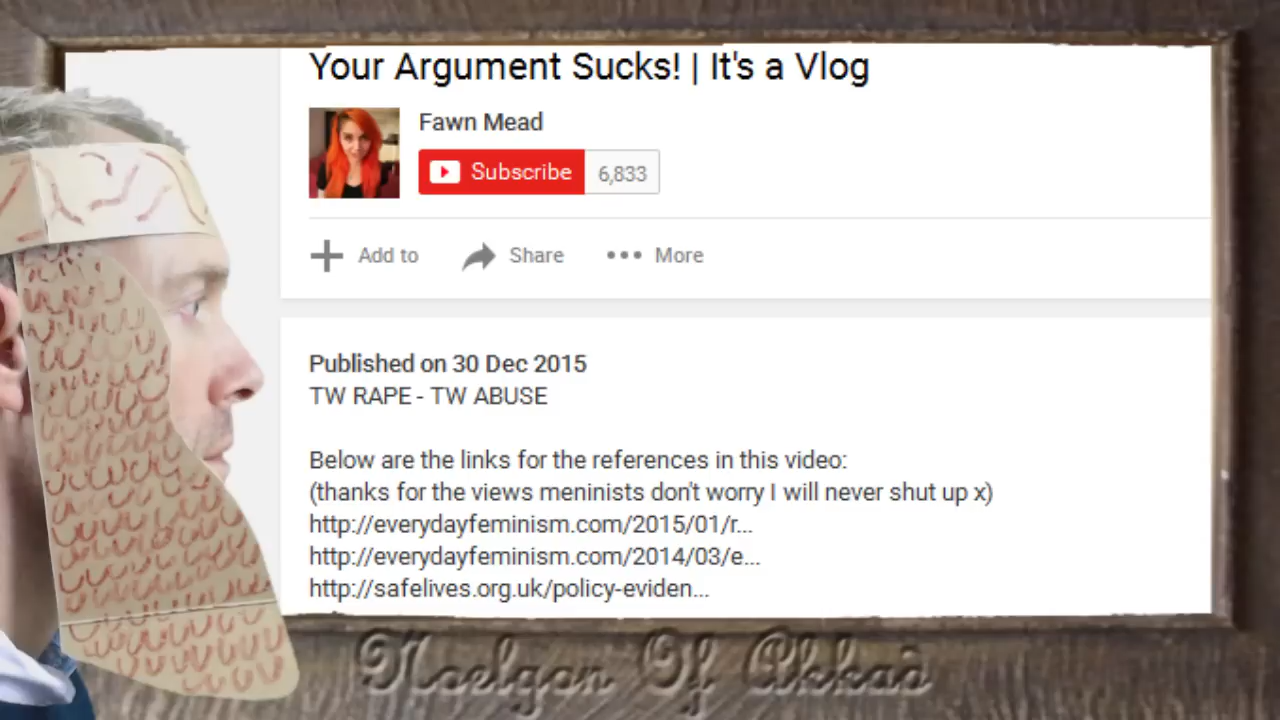 Your Argument Sucks! | It's a Vlog
Fawn Mead
Subscribe 6,833
Add to Share More
Published on 30 Dec 2015
TW RAPE - TW ABUSE
Below are the links for the references in this video:
(thanks for the views meninists don't worry I will never shut up x)
http://everydayfeminism.com/2015/01/r...
http://everydayfeminism.com/2014/03/e...
http://safelives.org.uk/policy-eviden...
Noelgon Of Akkad